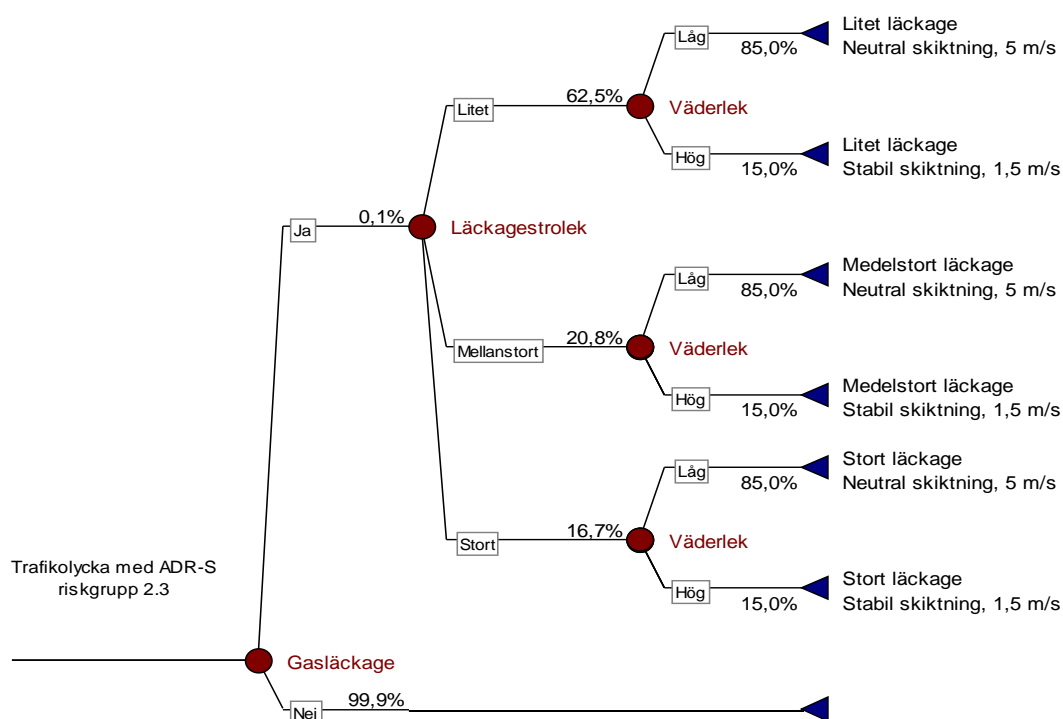 Litet läckage
Låg
85,0%
Neutral skiktning, 5 m/s
Litet
62,5%
Väderlek
Hög
Litet läckage
15,0%
Stabil skiktning, 1,5 m/s
Ja
0,1%
Läckagestrolek
Medelstort läckage
Låg
85,0%
Neutral skiktning, 5 m/s
Mellanstort
20,8%
Väderlek
Hög
Medelstort läckage
15,0%
Stabil skiktning, 1,5 m/s
Stort läckage
Låg
85,0%
Neutral skiktning, 5 m/s
Stort
16,7%
Väderlek
Hög
Stort läckage
15,0%
Stabil skiktning, 1,5 m/s
Trafikolycka med ADR-S
riskgrupp 2.3
Gasläckage
Nej
99,9%